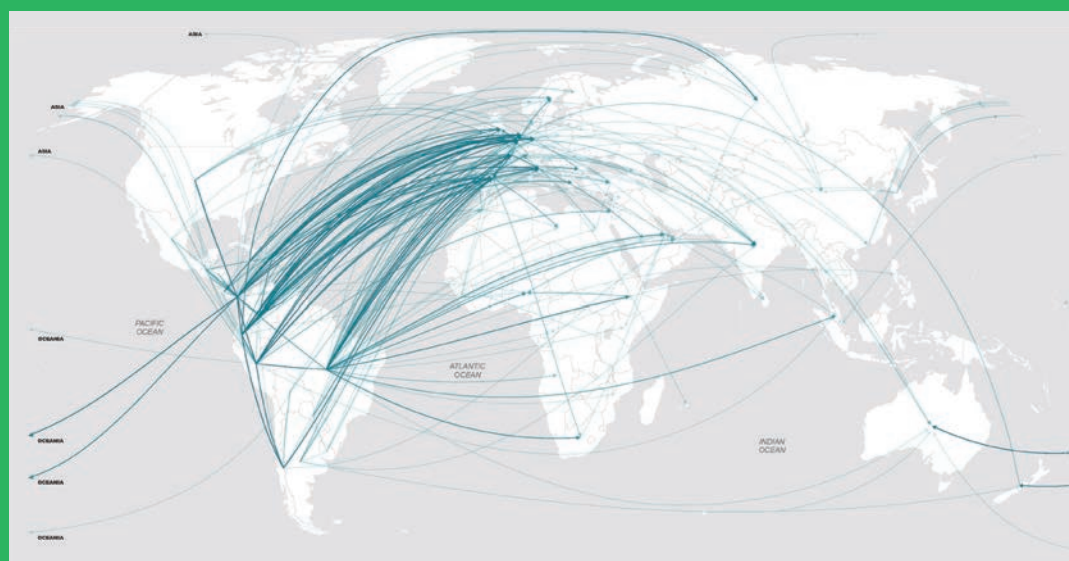 ASIA
ASIA
ASIA
PACIFIC
OCEAN
OCEANIA
ATLANTIC
OCEAN
OCEANIA
INDIAN
OCEAN
OCEANIA
OCEANIA